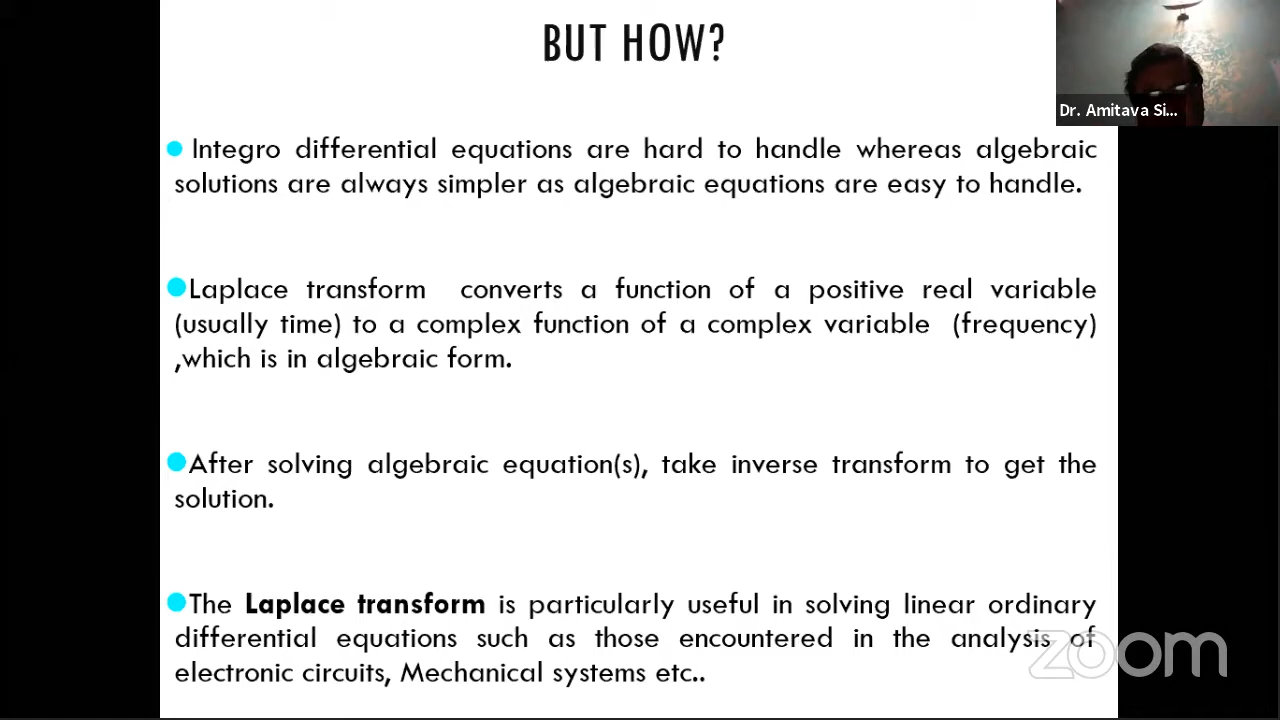 BUT HOW?
Dr. Amitava Si...
Integro differential equations are hard to handle whereas algebraic
solutions are always simpler as algebraic equations are easy to handle.
Laplace transform converts a function of a positive real variable
(usually time) to a complex function of a complex variable (frequency)
,which is in algebraic form.
After solving algebraic equation(s), take inverse transform to get the
solution.
The Laplace transform is particularly useful in solving linear ordinary
differential equations such as those encountered in the analysis of
electronic circuits, Mechanical systems etc..
zoom